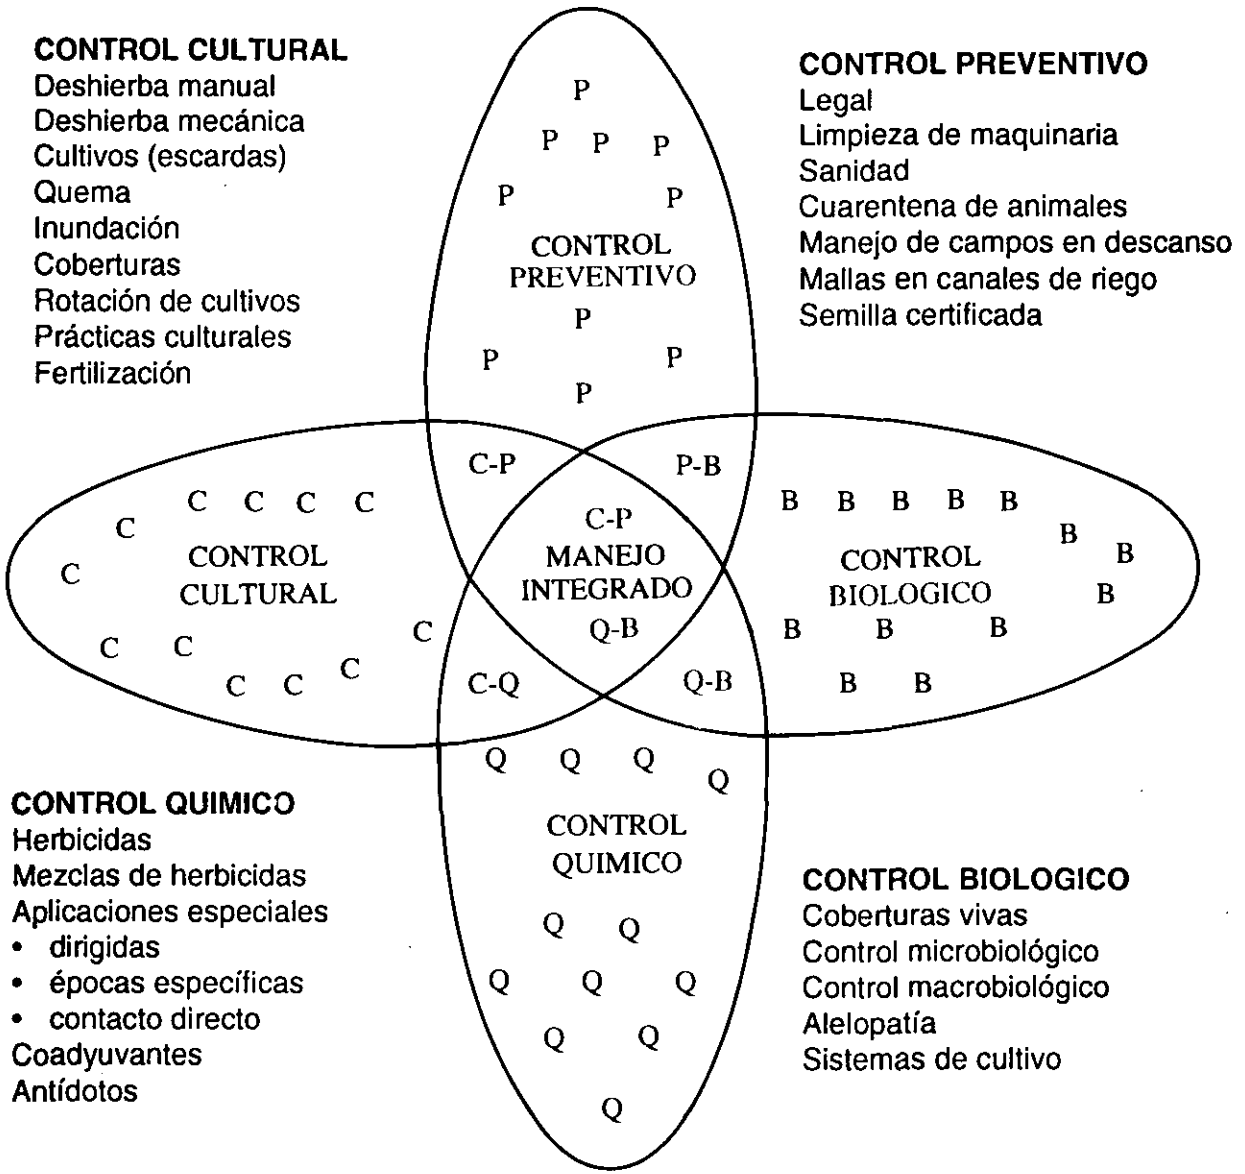 CONTROL CULTURAL
Deshierba manual
Deshierba mecánica
Cultivos (escardas)
Quema
Inundación
Coberturas
Rotación de cultivos
Prácticas culturales
Fertilización
CONTROL PREVENTIVO
Legal
Limpieza de maquinaria
Sanidad
Cuarentena de animales
Manejo de campos en descanso
Mallas en canales de riego
Semilla certificada
P
P P P
P P
CONTROL
PREVENTIVO
P
P P
P
C-P P-B
C C C C C
C C
CONTROL
CULTURAL
C C C
C C C
C-P
MANEJO
INTEGRADO
Q-B
B B B B B
B B
CONTROL
BIOLOGICO
B
B B B
B B
C-Q Q-B
Q Q Q Q
CONTROL
QUIMICO
Q Q
Q Q Q
Q Q
Q
CONTROL QUIMICO
Herbicidas
Mezclas de herbicidas
Aplicaciones especiales
• dirigidas
• épocas específicas
• contacto directo
Coadyuvantes
Antídotos
CONTROL BIOLOGICO
Coberturas vivas
Control microbiológico
Control macrobiológico
Alelopatía
Sistemas de cultivo